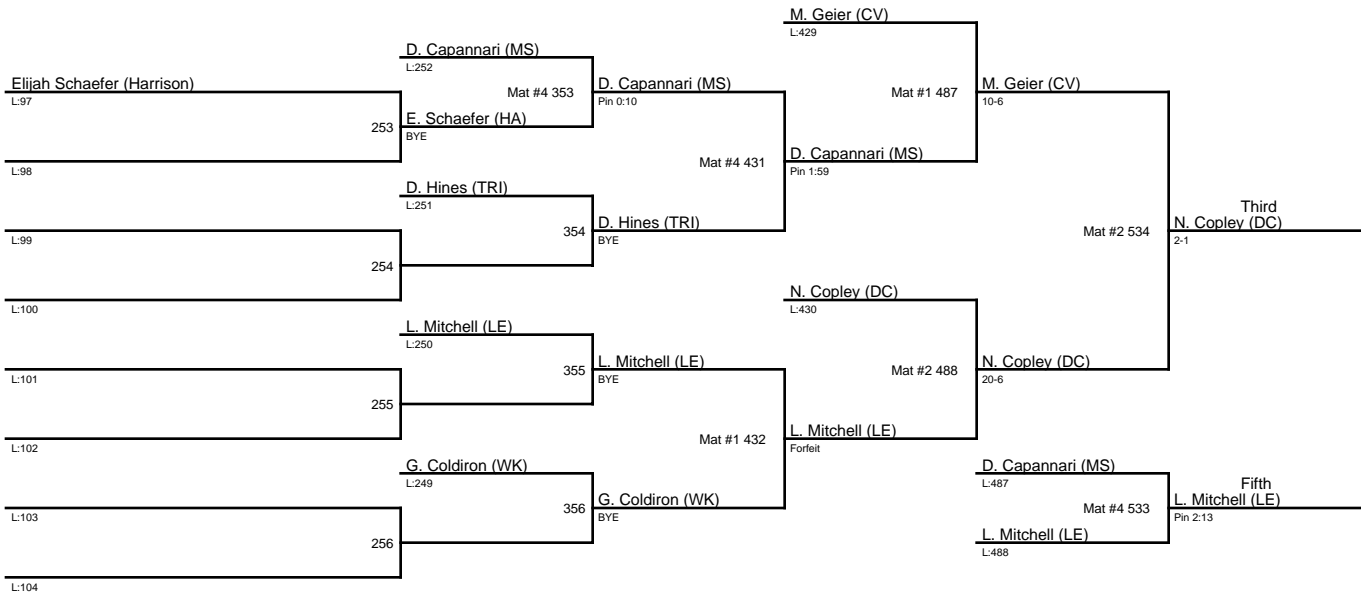 M. Geier (CV)
L:429
D. Capannari (MS)
L:252
Elijah Schaefer (Harrison)
L:97
Mat #4 353
D. Capannari (MS)
Pin 0:10
Mat #1 487
M. Geier (CV)
10-6
253
E. Schaefer (HA)
BYE
L:98
Mat #4 431
D. Capannari (MS)
Pin 1:59
D. Hines (TRI)
L:251
L:99
354
D. Hines (TRI)
BYE
Mat #2 534
Third
N. Copley (DC)
2-1
254
L:100
N. Copley (DC)
L:430
L. Mitchell (LE)
L:250
L:101
355
L. Mitchell (LE)
BYE
Mat #2 488
N. Copley (DC)
20-6
255
L:102
Mat #1 432
L. Mitchell (LE)
Forfeit
G. Coldiron (WK)
L:249
D. Capannari (MS)
L:487
L:103
356
G. Coldiron (WK)
BYE
Mat #4 533
Fifth
L. Mitchell (LE)
Pin 2:13
256
L. Mitchell (LE)
L:488
L:104